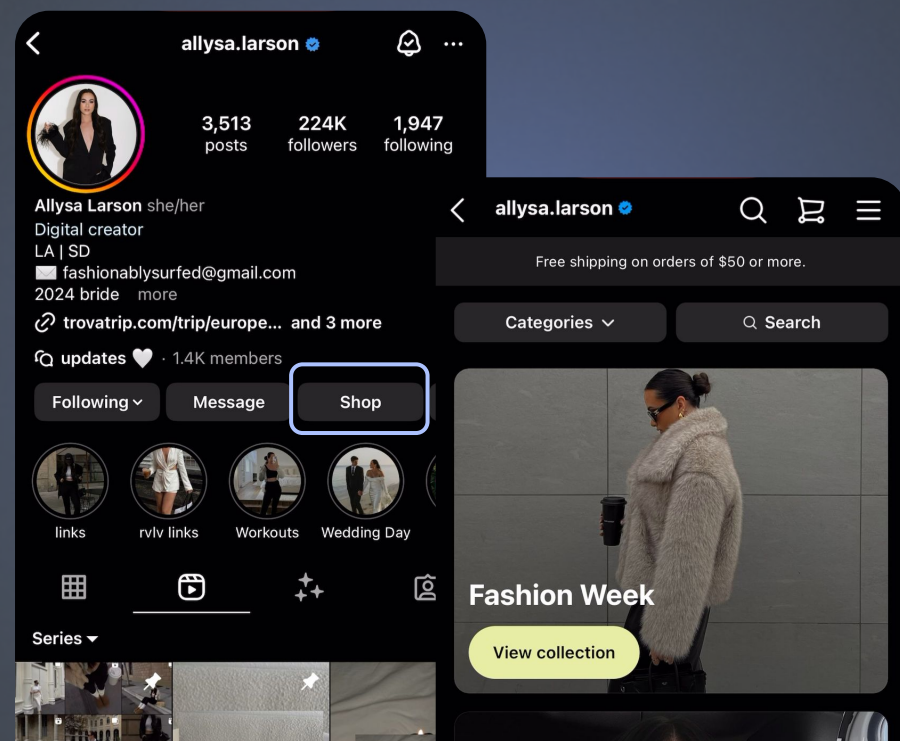 allysa.larson
3,513 224K 1,947
posts followers following
Allysa Larson she/her
Digital creator
LA | SD
fashionablysurfed@gmail.com
2024 bride more
trovatrip.com/trip/europe... and 3 more
updates 🤍 · 1.4K members
Following Message Shop
links rvlv links Workouts Wedding Day
Series
allysa.larson
Free shipping on orders of $50 or more.
Categories Search
Fashion Week
View collection